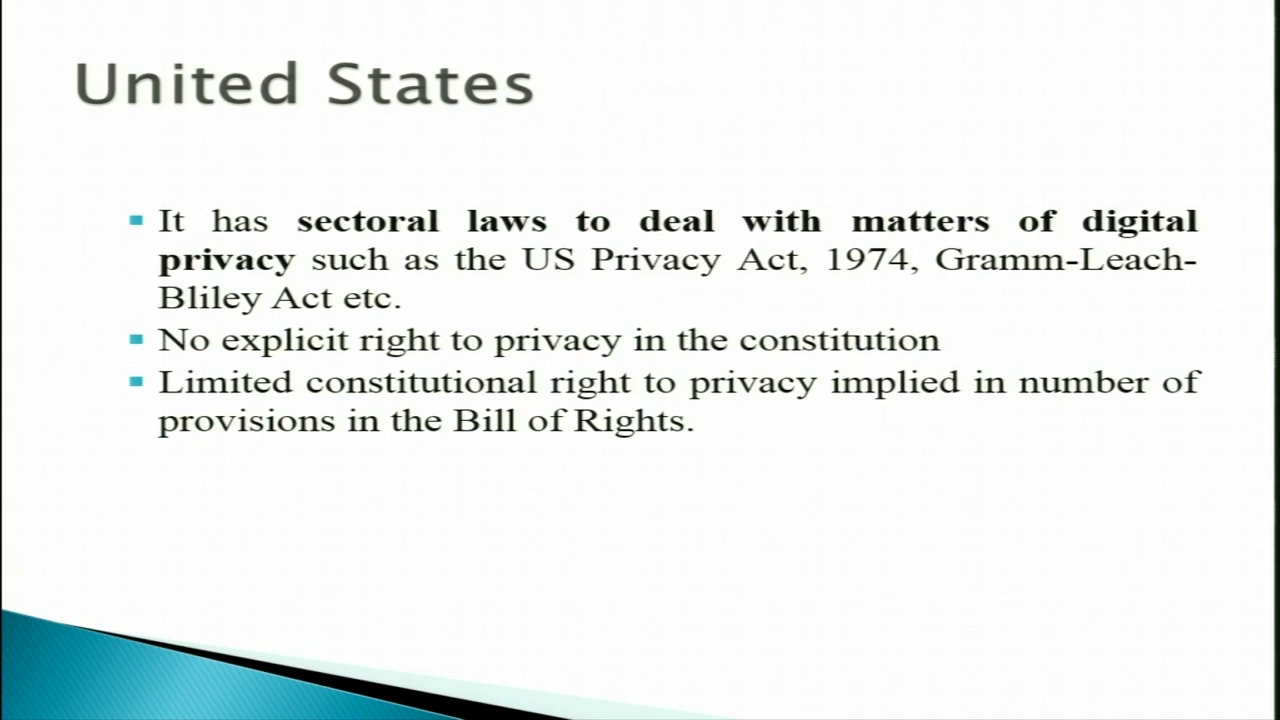 United States
It has sectoral laws to deal with matters of digital
privacy such as the US Privacy Act, 1974, Gramm-Leach-
Bliley Act etc.
No explicit right to privacy in the constitution
Limited constitutional right to privacy implied in number of
provisions in the Bill of Rights.